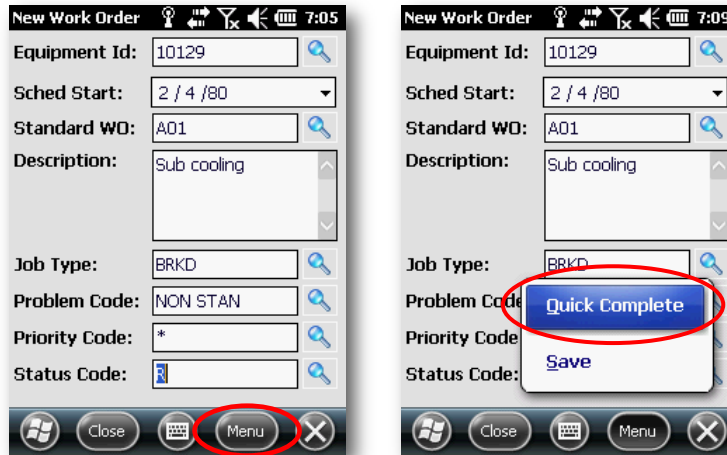 New Work Order 7:05
Equipment Id: 10129
Sched Start: 2 / 4 /80
Standard WO: A01
Description: Sub cooling
Job Type: BRKD
Problem Code: NON STAN
Priority Code: *
Status Code: R
Close Menu
New Work Order 7:09
Equipment Id: 10129
Sched Start: 2 / 4 /80
Standard WO: A01
Description: Sub cooling
Job Type: BRKD
Problem Code
Quick Complete
Priority Code
Save
Status Code:
Close Menu